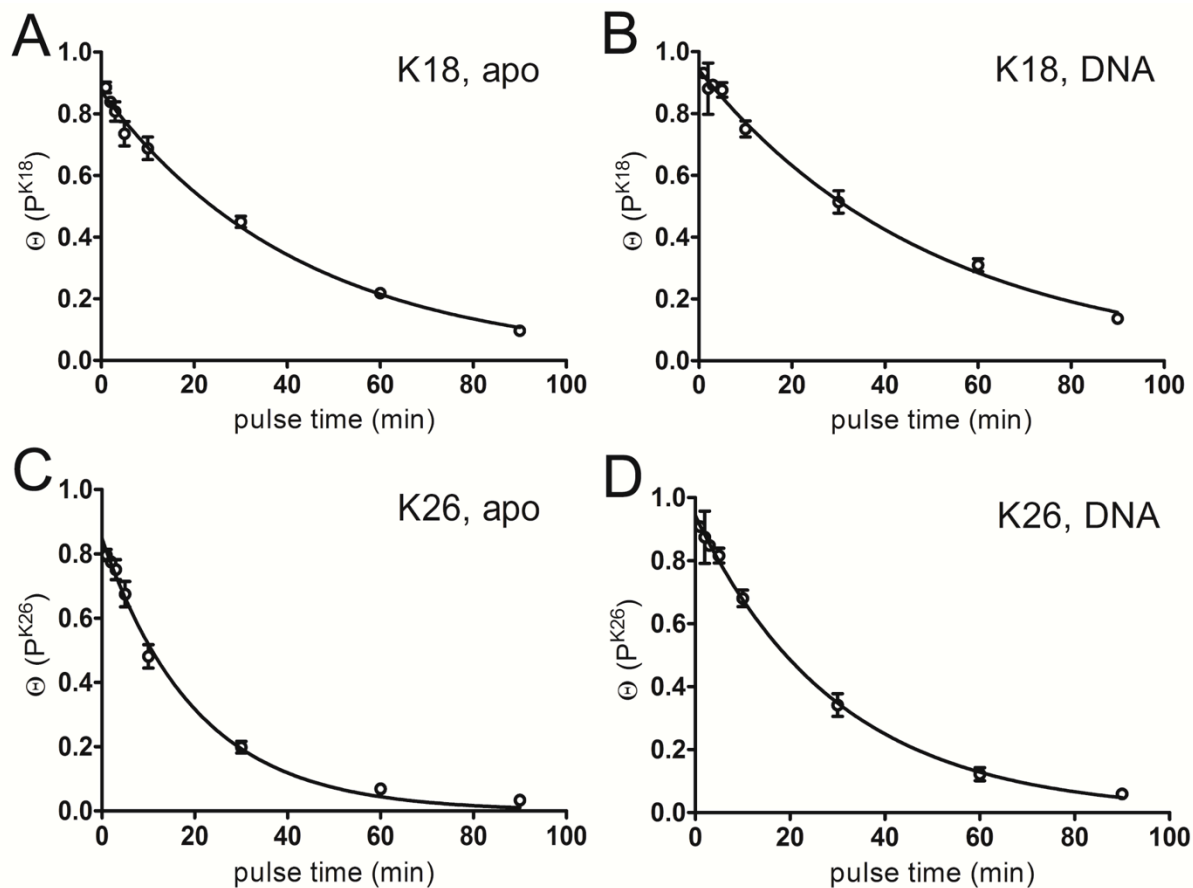 A
K18, apo
1.0
0.8
0.6
0.4
0.2
0.0
Θ (P^K18)
0 20 40 60 80 100
pulse time (min)
B
K18, DNA
1.0
0.8
0.6
0.4
0.2
0.0
Θ (P^K18)
0 20 40 60 80 100
pulse time (min)
C
K26, apo
1.0
0.8
0.6
0.4
0.2
0.0
Θ (P^K26)
0 20 40 60 80 100
pulse time (min)
D
K26, DNA
1.0
0.8
0.6
0.4
0.2
0.0
Θ (P^K26)
0 20 40 60 80 100
pulse time (min)